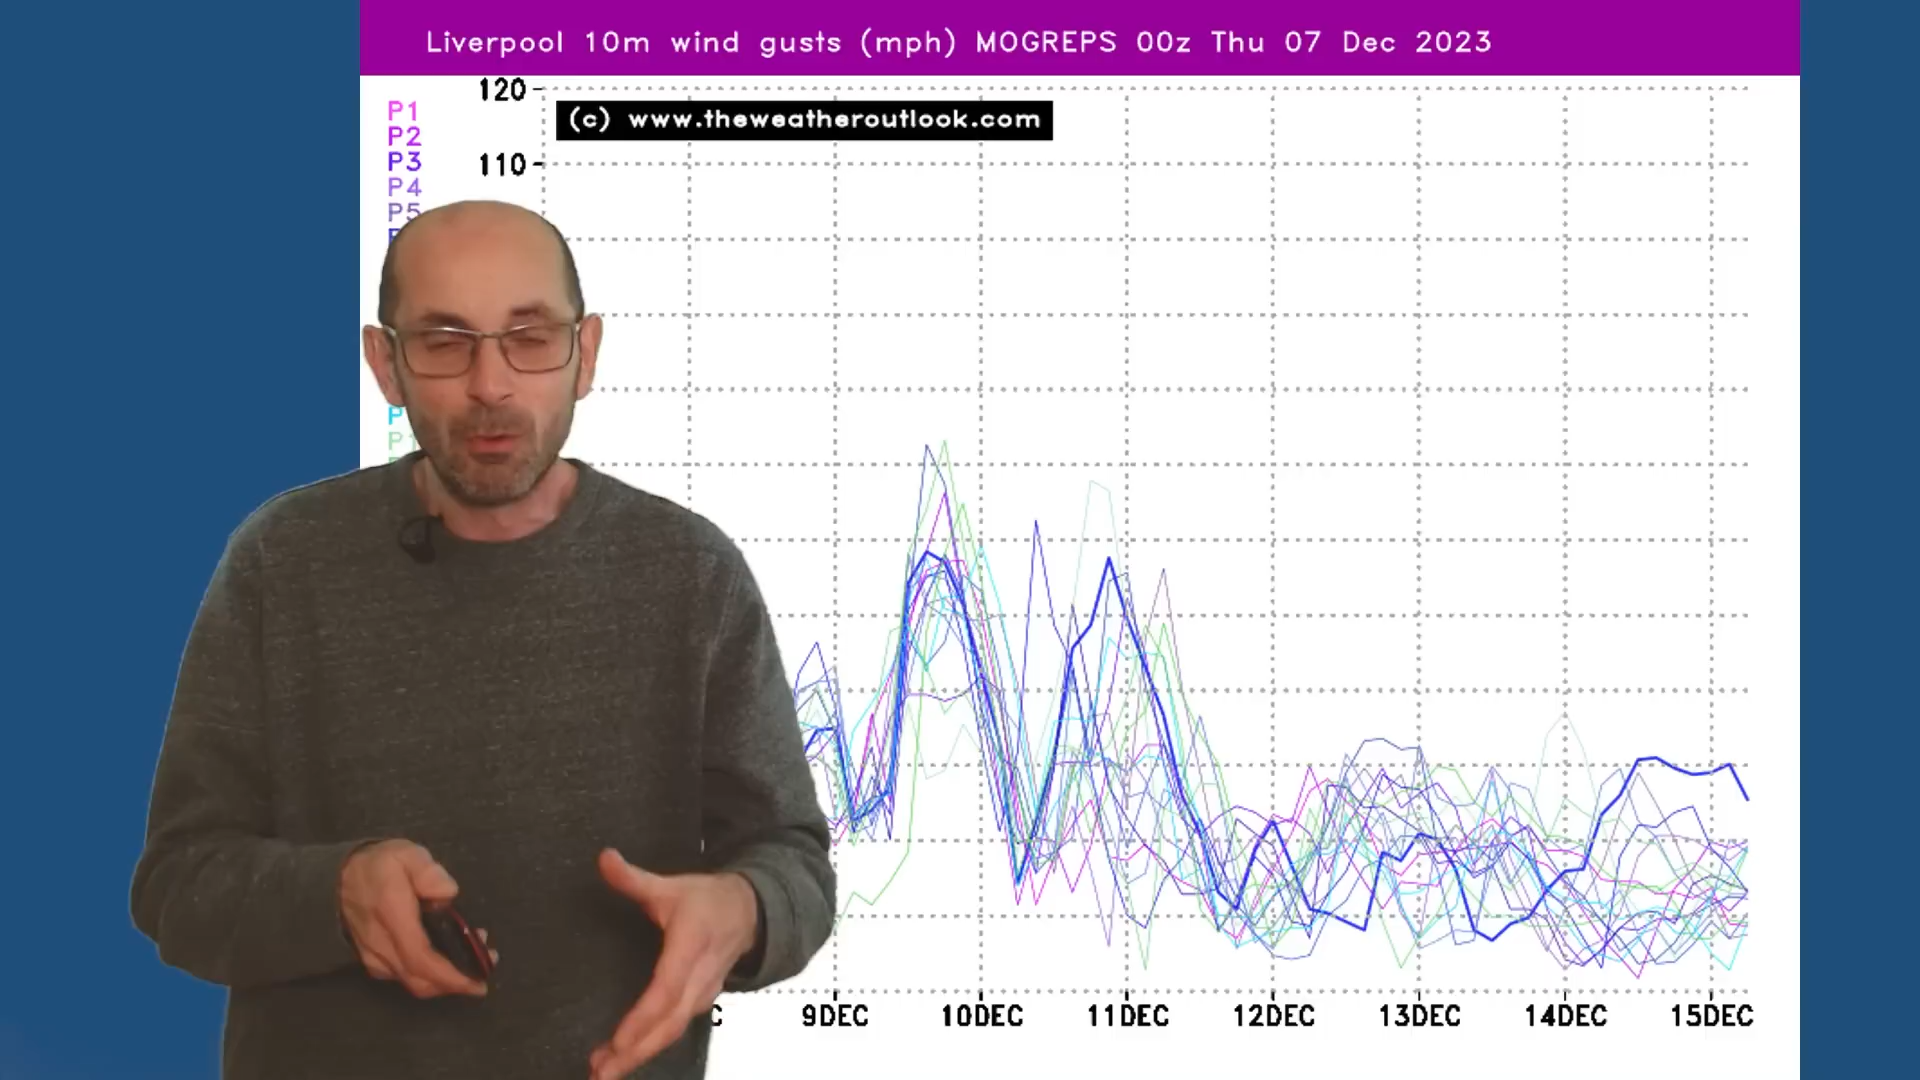 Liverpool 10m wind gusts (mph) MOGREPS 00z Thu 07 Dec 2023
120
(c) www.theweatheroutlook.com
P1
P2
P3
110
P4
P5
9DEC 10DEC 11DEC 12DEC 13DEC 14DEC 15DEC